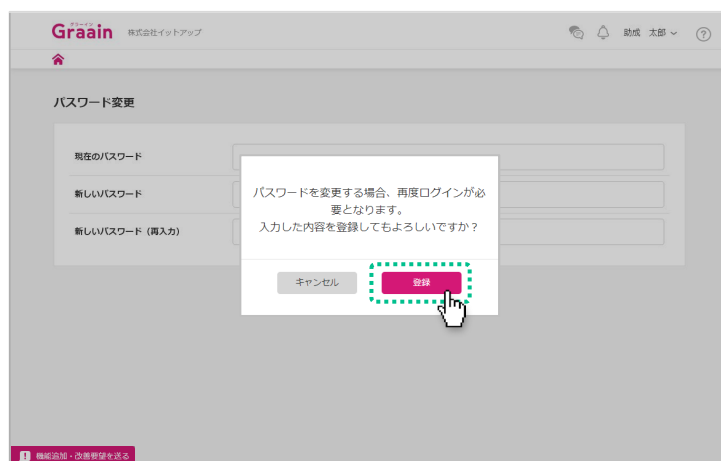 グラーイン
Graain 株式会社イットアップ 助成 太郎 ?
パスワード変更
現在のパスワード
新しいパスワード
新しいパスワード (再入力)
パスワードを変更する場合、再度ログインが必
要となります。
入力した内容を登録してもよろしいですか？
キャンセル 登録
! 機能追加・改善要望を送る